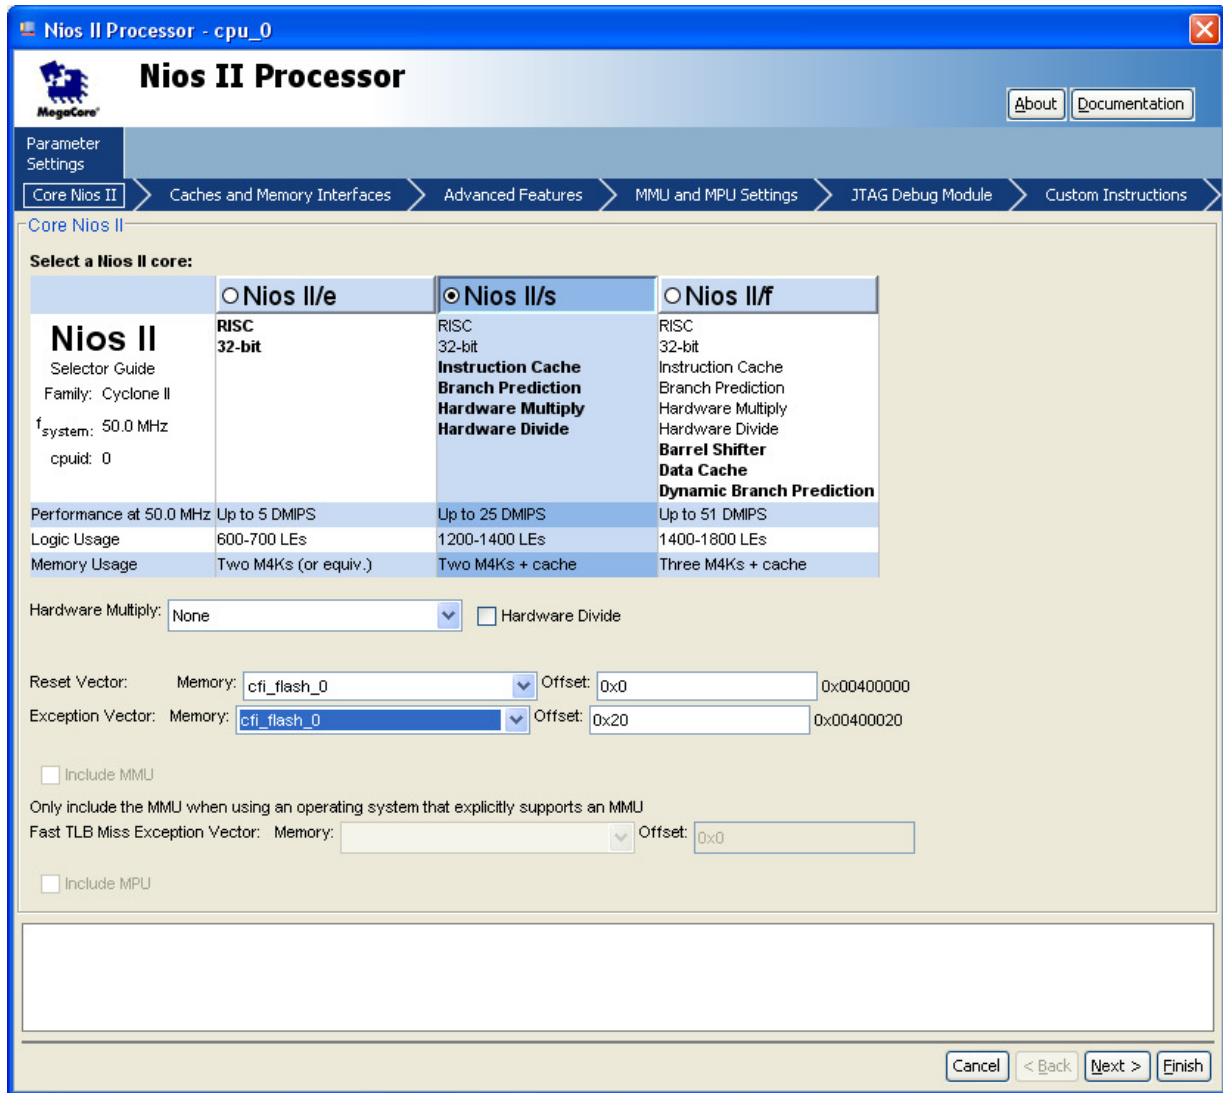 Nios II Processor - cpu_0
MegaCore®
Nios II Processor
About
Documentation
Parameter
Settings
Core Nios II
Caches and Memory Interfaces
Advanced Features
MMU and MPU Settings
JTAG Debug Module
Custom Instructions
Core Nios II
Select a Nios II core:
Nios II/e
Nios II/s
Nios II/f
Nios II
Selector Guide
Family: Cyclone II
fsystem: 50.0 MHz
cpuid: 0
RISC
32-bit
RISC
32-bit
Instruction Cache
Branch Prediction
Hardware Multiply
Hardware Divide
RISC
32-bit
Instruction Cache
Branch Prediction
Hardware Multiply
Hardware Divide
Barrel Shifter
Data Cache
Dynamic Branch Prediction
Performance at 50.0 MHz Up to 5 DMIPS Up to 25 DMIPS Up to 51 DMIPS
Logic Usage 600-700 LEs 1200-1400 LEs 1400-1800 LEs
Memory Usage Two M4Ks (or equiv.) Two M4Ks + cache Three M4Ks + cache
Hardware Multiply: None Hardware Divide
Reset Vector: Memory: cfi_flash_0 Offset: 0x0 0x00400000
Exception Vector: Memory: cfi_flash_0 Offset: 0x20 0x00400020
Include MMU
Only include the MMU when using an operating system that explicitly supports an MMU
Fast TLB Miss Exception Vector: Memory: Offset: 0x0
Include MPU
Cancel < Back Next > Finish